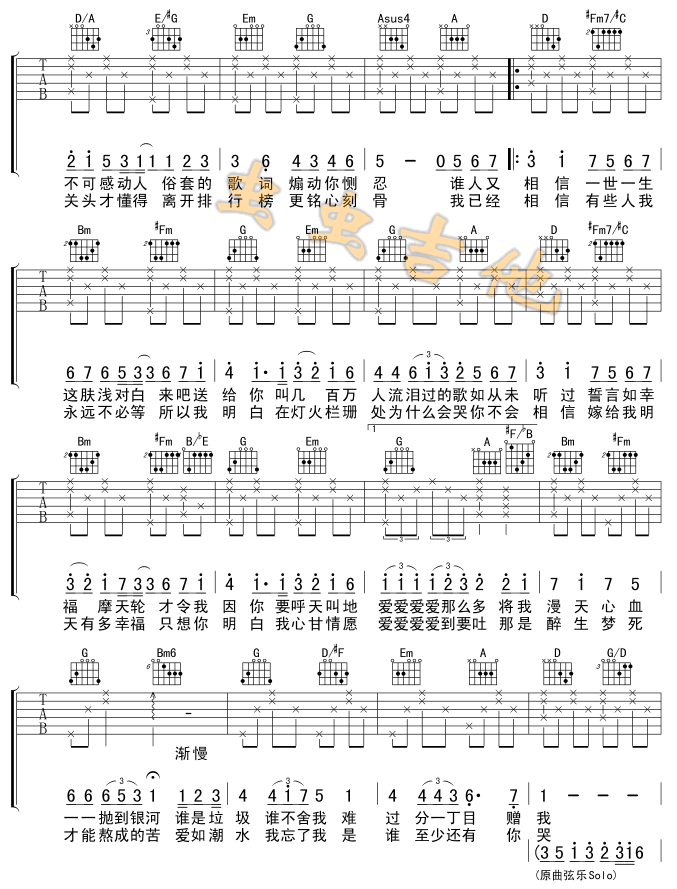 D/A E/#G Em G Asus4 A D #Fm7/#C
T A B
2 1 5 3 1 1 1 2 3 3 6 4 3 4 6 5 - 0 5 6 7 3 1 7 5 6 7
不可感动人 俗套的 歌词 煽动你恻 忍 谁人又 相信 一世一生
关头才懂得 离开排 行榜 更铭心刻 骨 我已经 相信 有些人我
虫虫吉他
Bm #Fm G Em G A D #Fm7/#C
T A B
6 7 6 5 3 3 6 7 1 4 1· 1 3 2 1 6 6 1 3 2 5 6 7 3 1 7 5 6 7
这肤浅对白 来吧送 给你叫几 百万 人流泪过的歌如从未 听过 誓言如幸
永远不必等 所以我 明白在灯火栏珊 处为什么会哭你不会 相信 嫁给我明
1
Bm #Fm B/bE G Em G A #F/bB Bm #Fm
T A B
3 2 1 7 3 3 6 7 1 4 1· 1 3 2 1 6 1 1 1 1 2 3 2· 2 1 7 1 7 5
福 摩天轮 才令我 因你要呼天叫地 爱爱爱爱那么多 将我 漫天心血
天有多幸福 只想你 明白我心甘情愿 爱爱爱爱到要吐 那是 醉生梦死
G Bm6 G D/#F Em A D G/D
T A B
渐慢
6 6 6 5 3 1 1 2 3 2 4 1 7 5 4 4 4 3 6· 7 1 - - -
一一抛到银河 谁是垃 圾 谁不舍我 难 过 分一丁目 赠 我
才能熬成的苦 爱如潮 水 我忘了我 是 谁 至少还有 你 哭
(3 5 1 3 2 3 1 6
(原曲弦乐Solo)